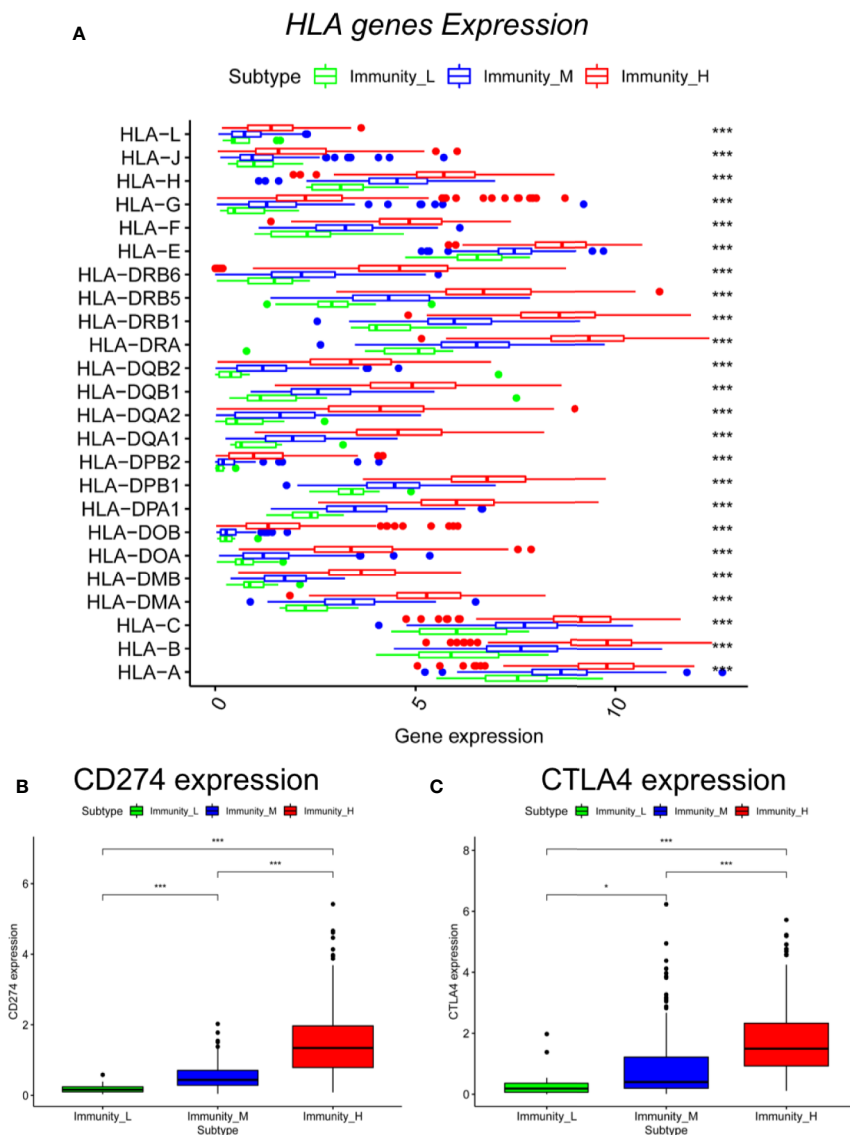 A
HLA genes Expression
Subtype Immunity_L Immunity_M Immunity_H
HLA−L ***
HLA−J ***
HLA−H ***
HLA−G ***
HLA−F ***
HLA−E ***
HLA−DRB6 ***
HLA−DRB5 ***
HLA−DRB1 ***
HLA−DRA ***
HLA−DQB2 ***
HLA−DQB1 ***
HLA−DQA2 ***
HLA−DQA1 ***
HLA−DPB2 ***
HLA−DPB1 ***
HLA−DPA1 ***
HLA−DOB ***
HLA−DOA ***
HLA−DMB ***
HLA−DMA ***
HLA−C ***
HLA−B ***
HLA−A ***
0 5 10
Gene expression
B
CD274 expression
Subtype Immunity_L Immunity_M Immunity_H
***
*** ***
6
4
2
0
CD274 expression
Immunity_L Immunity_M Immunity_H
Subtype
C
CTLA4 expression
Subtype Immunity_L Immunity_M Immunity_H
***
* ***
8
6
4
2
0
CTLA4 expression
Immunity_L Immunity_M Immunity_H
Subtype